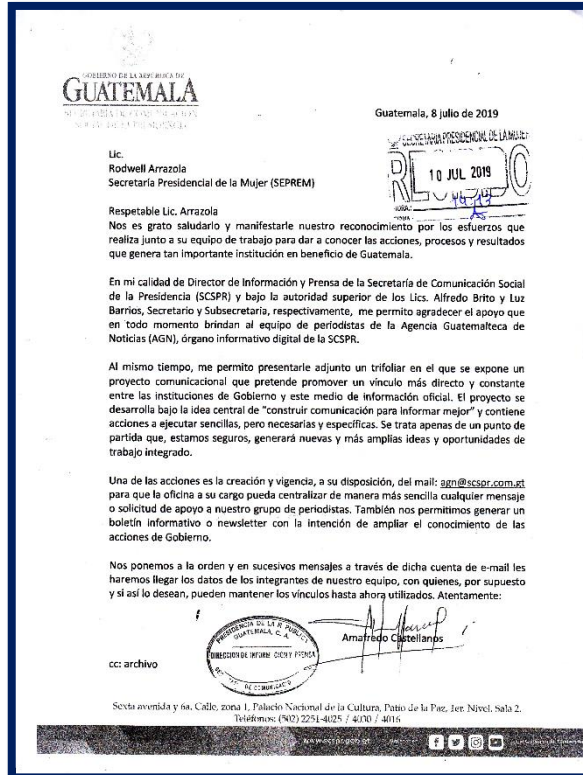 GOBIERNO DE LA REPÚBLICA DE
GUATEMALA
Guatemala, 8 julio de 2019
SECRETARIA PRESIDENCIAL DE LA MUJER
10 JUL 2019
HORA:
Lic.
Rodwell Arrazola
Secretaría Presidencial de la Mujer (SEPREM)
Respetable Lic. Arrazola
Nos es grato saludarlo y manifestarle nuestro reconocimiento por los esfuerzos que
realiza junto a su equipo de trabajo para dar a conocer las acciones, procesos y resultados
que genera tan importante institución en beneficio de Guatemala.
En mi calidad de Director de Información y Prensa de la Secretaría de Comunicación Social
de la Presidencia (SCSPR) y bajo la autoridad superior de los Lics. Alfredo Brito y Luz
Barrios, Secretario y Subsecretaria, respectivamente, me permito agradecer el apoyo que
en todo momento brindan al equipo de periodistas de la Agencia Guatemalteca de
Noticias (AGN), órgano informativo digital de la SCSPR.
Al mismo tiempo, me permito presentarle adjunto un trifoliar en el que se expone un
proyecto comunicacional que pretende promover un vínculo más directo y constante
entre las instituciones de Gobierno y este medio de información oficial. El proyecto se
desarrolla bajo la idea central de "construir comunicación para informar mejor" y contiene
acciones a ejecutar sencillas, pero necesarias y específicas. Se trata apenas de un punto de
partida que, estamos seguros, generará nuevas y más amplias ideas y oportunidades de
trabajo integrado.
Una de las acciones es la creación y vigencia, a su disposición, del mail: agn@scspr.com.gt
para que la oficina a su cargo pueda centralizar de manera más sencilla cualquier mensaje
o solicitud de apoyo a nuestro grupo de periodistas. También nos permitimos generar un
boletín informativo o newsletter con la intención de ampliar el conocimiento de las
acciones de Gobierno.
Nos ponemos a la orden y en sucesivos mensajes a través de dicha cuenta de e-mail les
haremos llegar los datos de los integrantes de nuestro equipo, con quienes, por supuesto
y si así lo desean, pueden mantener los vínculos hasta ahora utilizados. Atentamente:
PRESIDENCIA DE LA REPUBLICA
GUATEMALA, C. A.
DIRECCION DE INFORMACION Y PRENSA
Amafredo Castellanos
cc: archivo
Sexta avenida y 6a. Calle, zona 1, Palacio Nacional de la Cultura, Patio de la Paz, 1er. Nivel, Sala 2.
Teléfonos: (502) 2251-4025 / 4030 / 4016
www.scspr.gob.gt